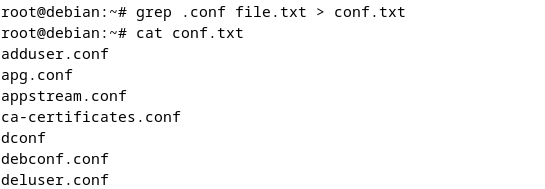 root@debian:~# grep .conf file.txt > conf.txt
root@debian:~# cat conf.txt
adduser.conf
apg.conf
appstream.conf
ca-certificates.conf
dconf
debconf.conf
deluser.conf